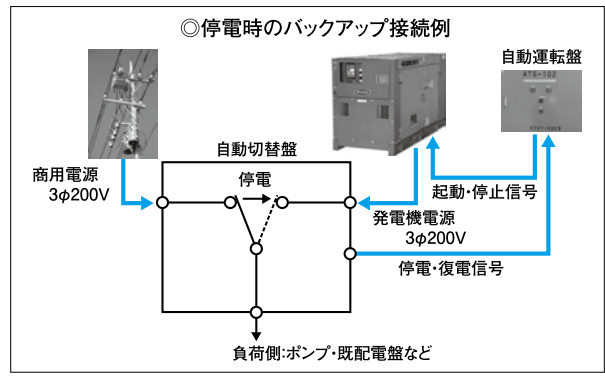 ◎停電時のバックアップ接続例
自動運転盤
ATS-102
自動切替盤
商用電源
3φ200V
停電
起動・停止信号
発電機電源
3φ200V
停電・復電信号
負荷側:ポンプ・既配電盤など